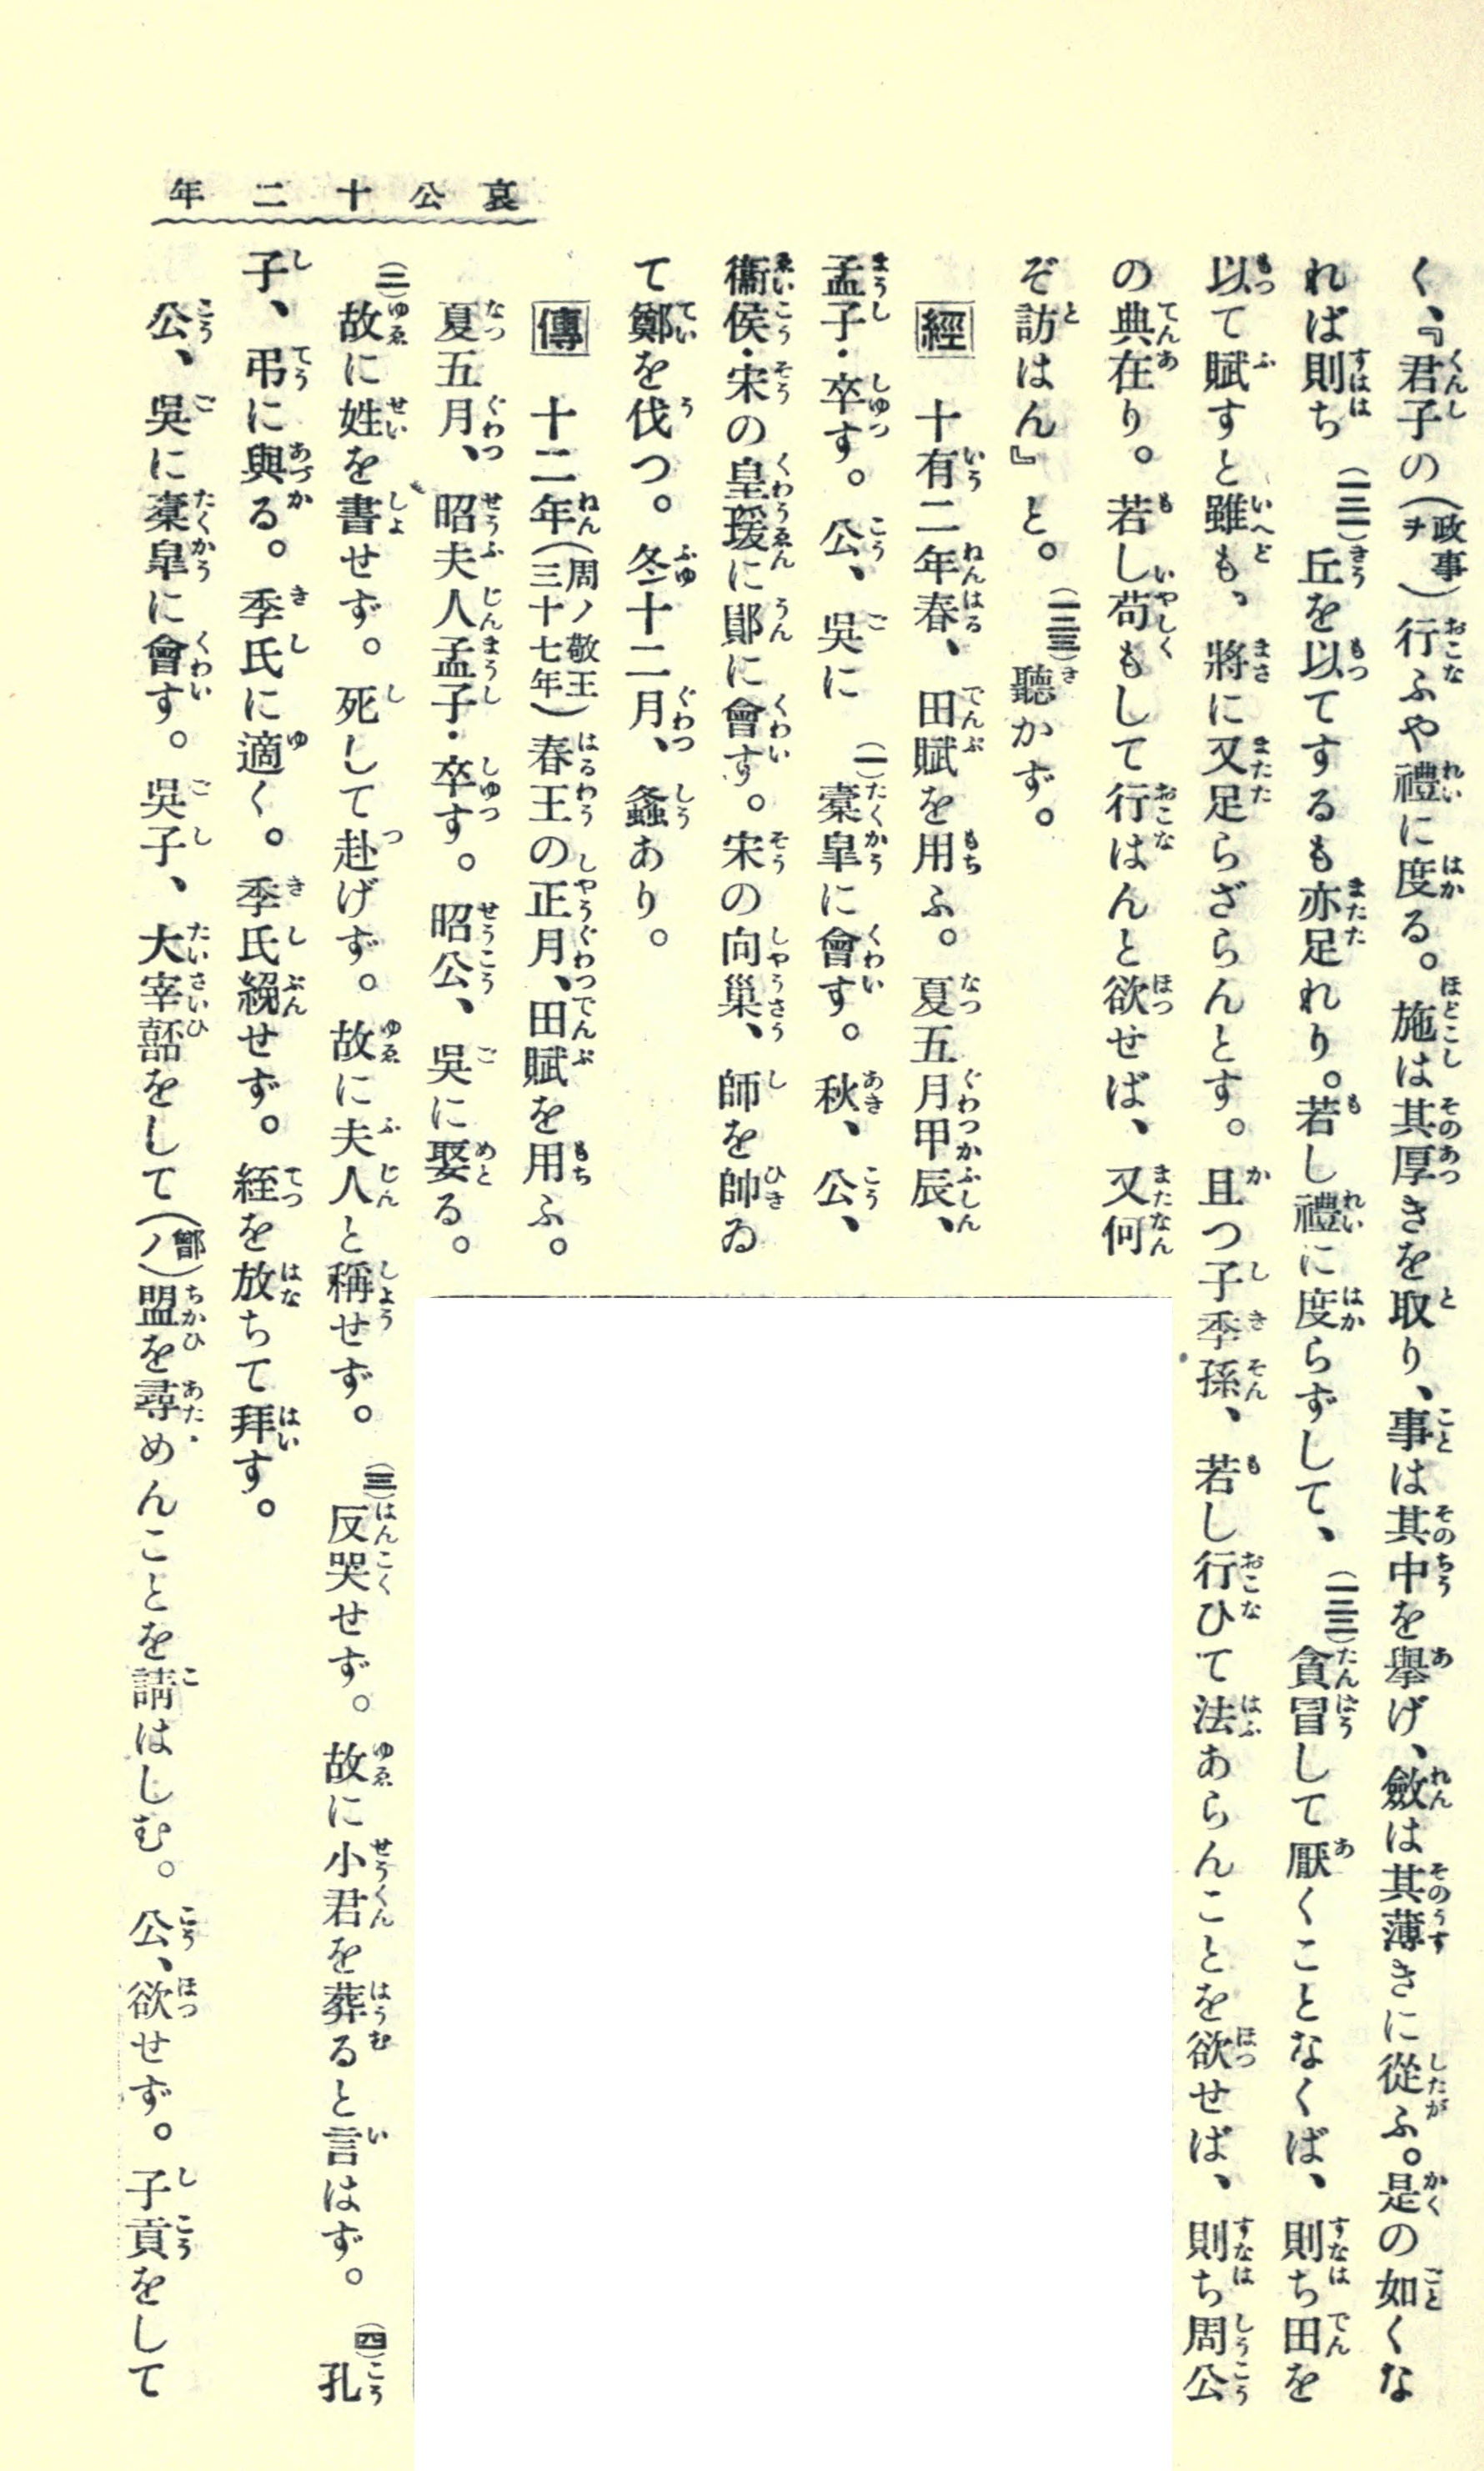 哀公十二年
く、『君子の(政事ヲ)行ふや禮に度る。施は其厚きを取り、事は其中を擧げ、斂は其薄きに從ふ。是の如くな
れば則ち(一二一)丘を以てするも亦足れり。若し禮に度らずして、(一二二)貪冒して厭くことなくば、則ち田を
以て賦すと雖も、將に又足らざらんとす。且つ子季孫、若し行ひて法あらんことを欲せば、則ち周公
の典在り。若し苟もして行はんと欲せば、又何
ぞ訪はん』と。(一二三)聽かず。
經 十有二年春、田賦を用ふ。夏五月甲辰、
孟子・卒す。公、吳に(一)橐皐に會す。秋、公、
衞侯・宋の皇瑗に鄖に會す。宋の向巢、師を帥ゐ
て鄭を伐つ。冬十二月、螽あり。
傳 十二年(周ノ敬王三十七年)春王の正月、田賦を用ふ。
夏五月、昭夫人孟子・卒す。昭公、吳に娶る。
(二)故に姓を書せず。死して赴げず。故に夫人と稱せず。(三)反哭せず。故に小君を葬ると言はず。(四)孔
子、弔に與る。季氏に適く。季氏絻せず。絰を放ちて拜す。
公、吳に橐皐に會す。吳子、大宰嚭をして(鄫ノ)盟を尋めんことを請はしむ。公、欲せず。子貢をして